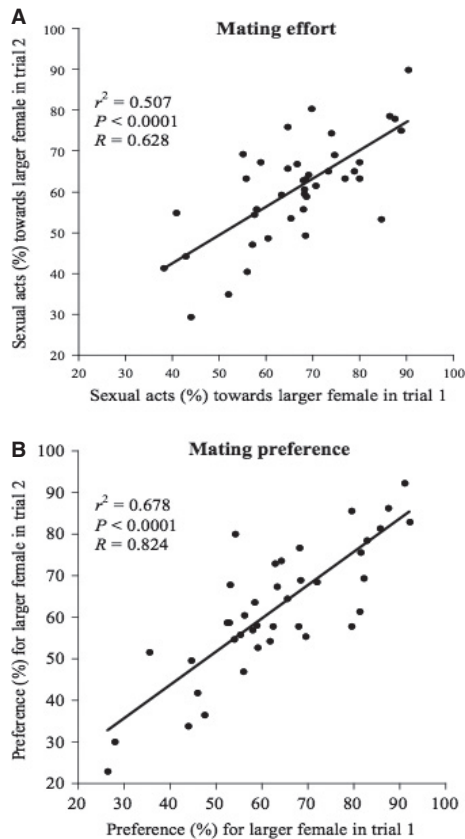 A
Mating effort
Sexual acts (%) towards larger female in trial 2
100
90
80
70
60
50
40
30
20
r² = 0.507
P < 0.0001
R = 0.628
20 30 40 50 60 70 80 90 100
Sexual acts (%) towards larger female in trial 1
B
Mating preference
Preference (%) for larger female in trial 2
100
90
80
70
60
50
40
30
20
r² = 0.678
P < 0.0001
R = 0.824
20 30 40 50 60 70 80 90 100
Preference (%) for larger female in trial 1